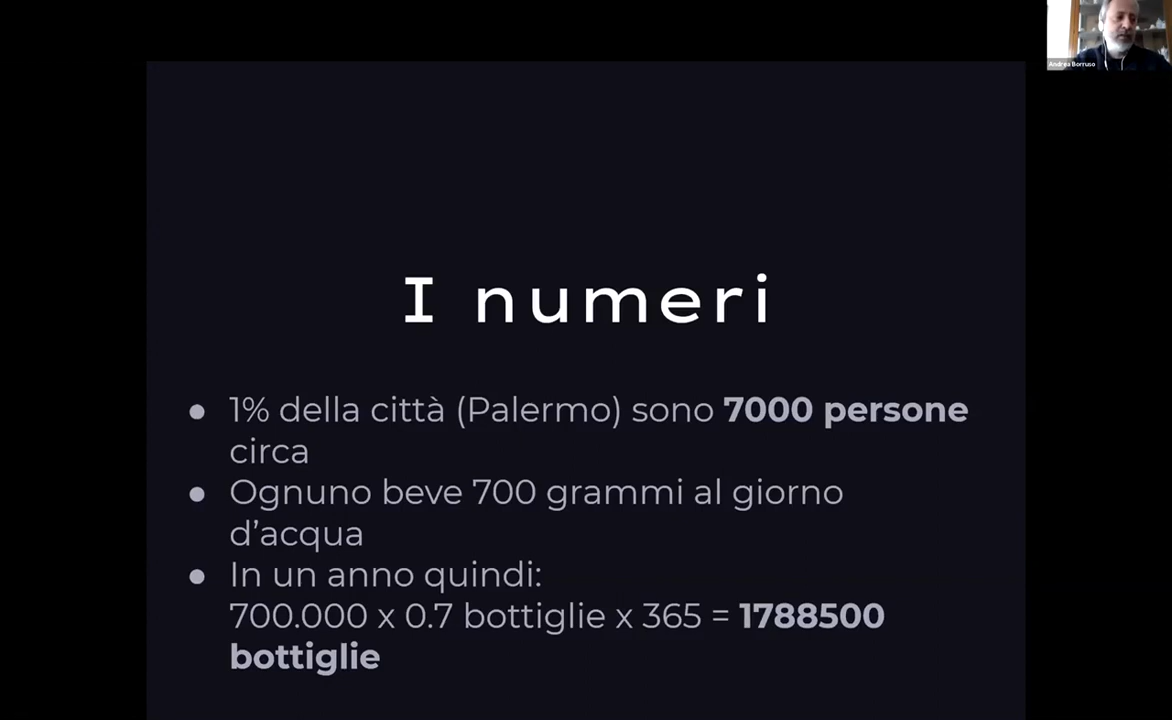 Andrea Borruso
I numeri
● 1% della città (Palermo) sono 7000 persone
circa
● Ognuno beve 700 grammi al giorno
d’acqua
● In un anno quindi:
700.000 x 0.7 bottiglie x 365 = 1788500
bottiglie